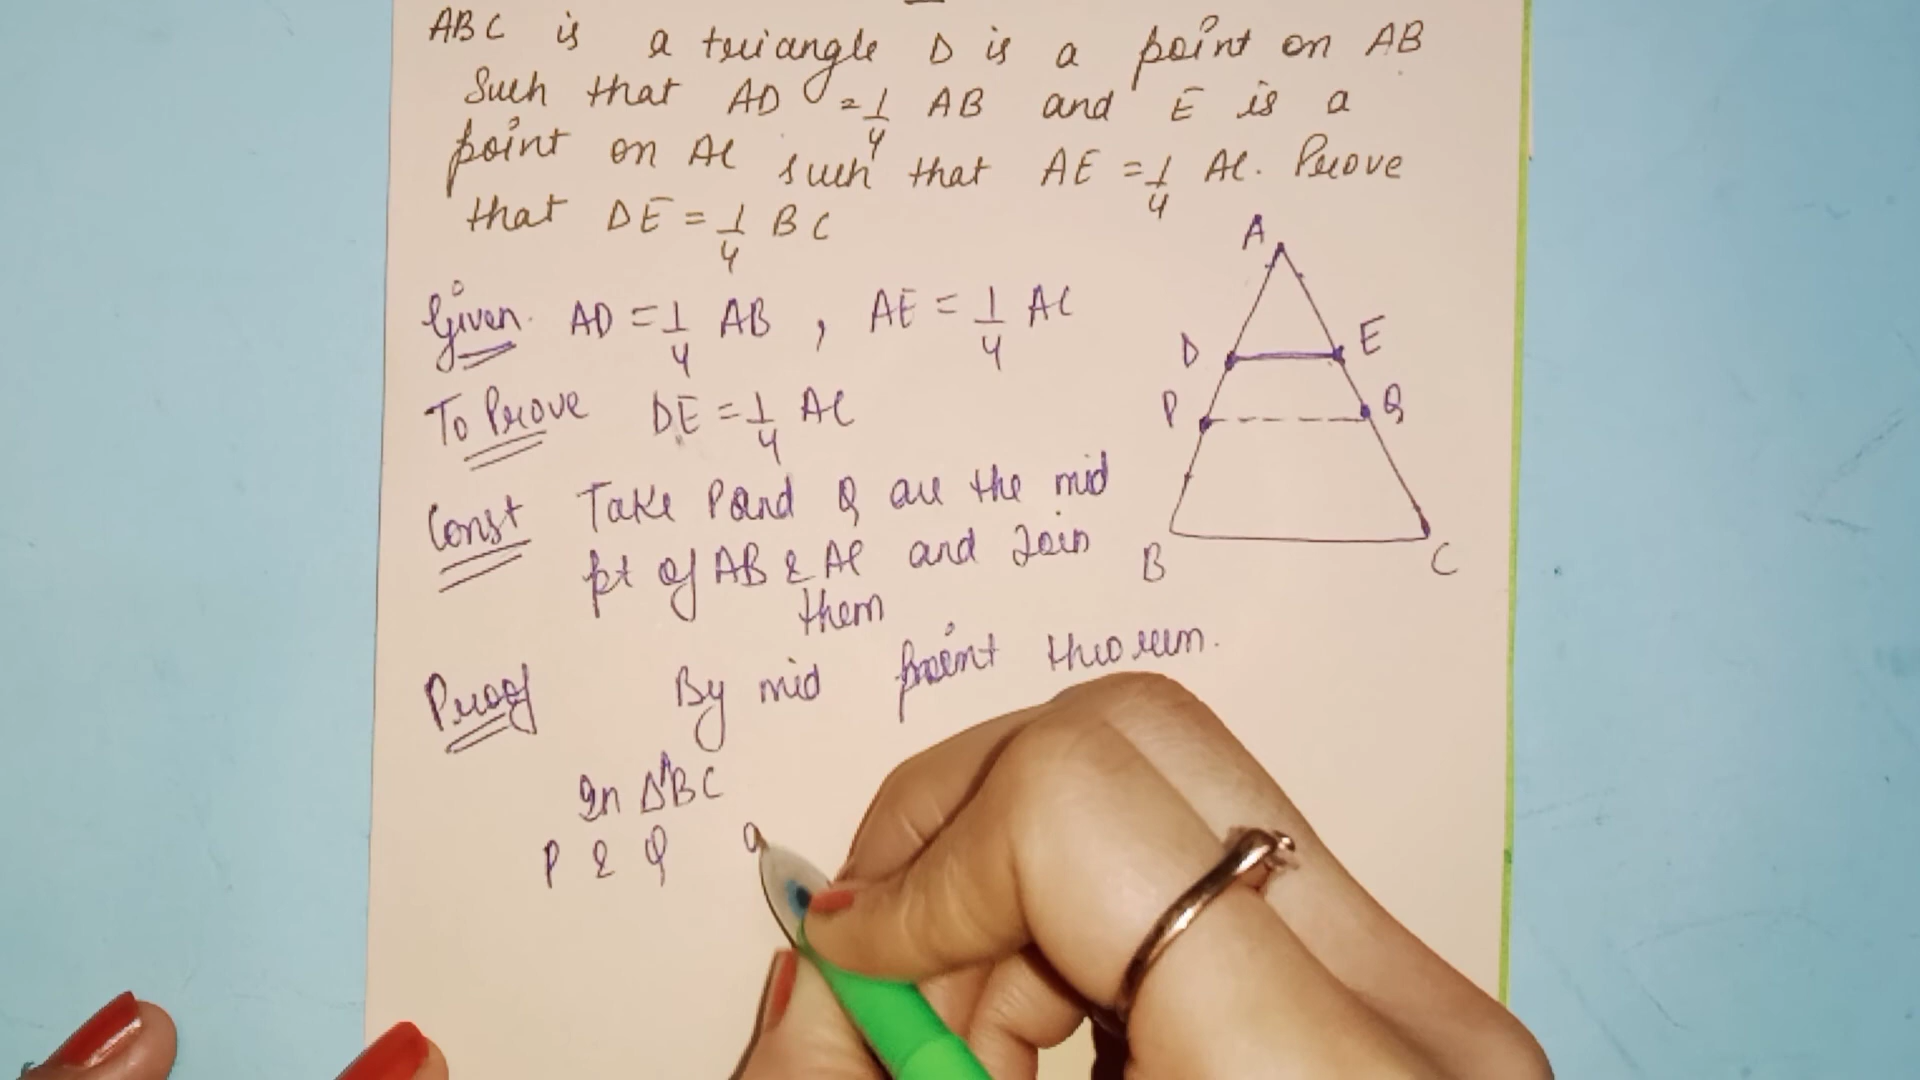 ABC is a triangle D is a point on AB
Such that AD = 1/4 AB and E is a
point on AC such that AE = 1/4 AC. Prove
that DE = 1/4 BC
Given. AD = 1/4 AB , AE = 1/4 AC
To Prove DE = 1/4 AC
Const Take P and Q are the mid
pt of AB & AC and Join
them
Proof By mid point theorem.
In ΔABC
P & Q a
A
D E
P Q
B C